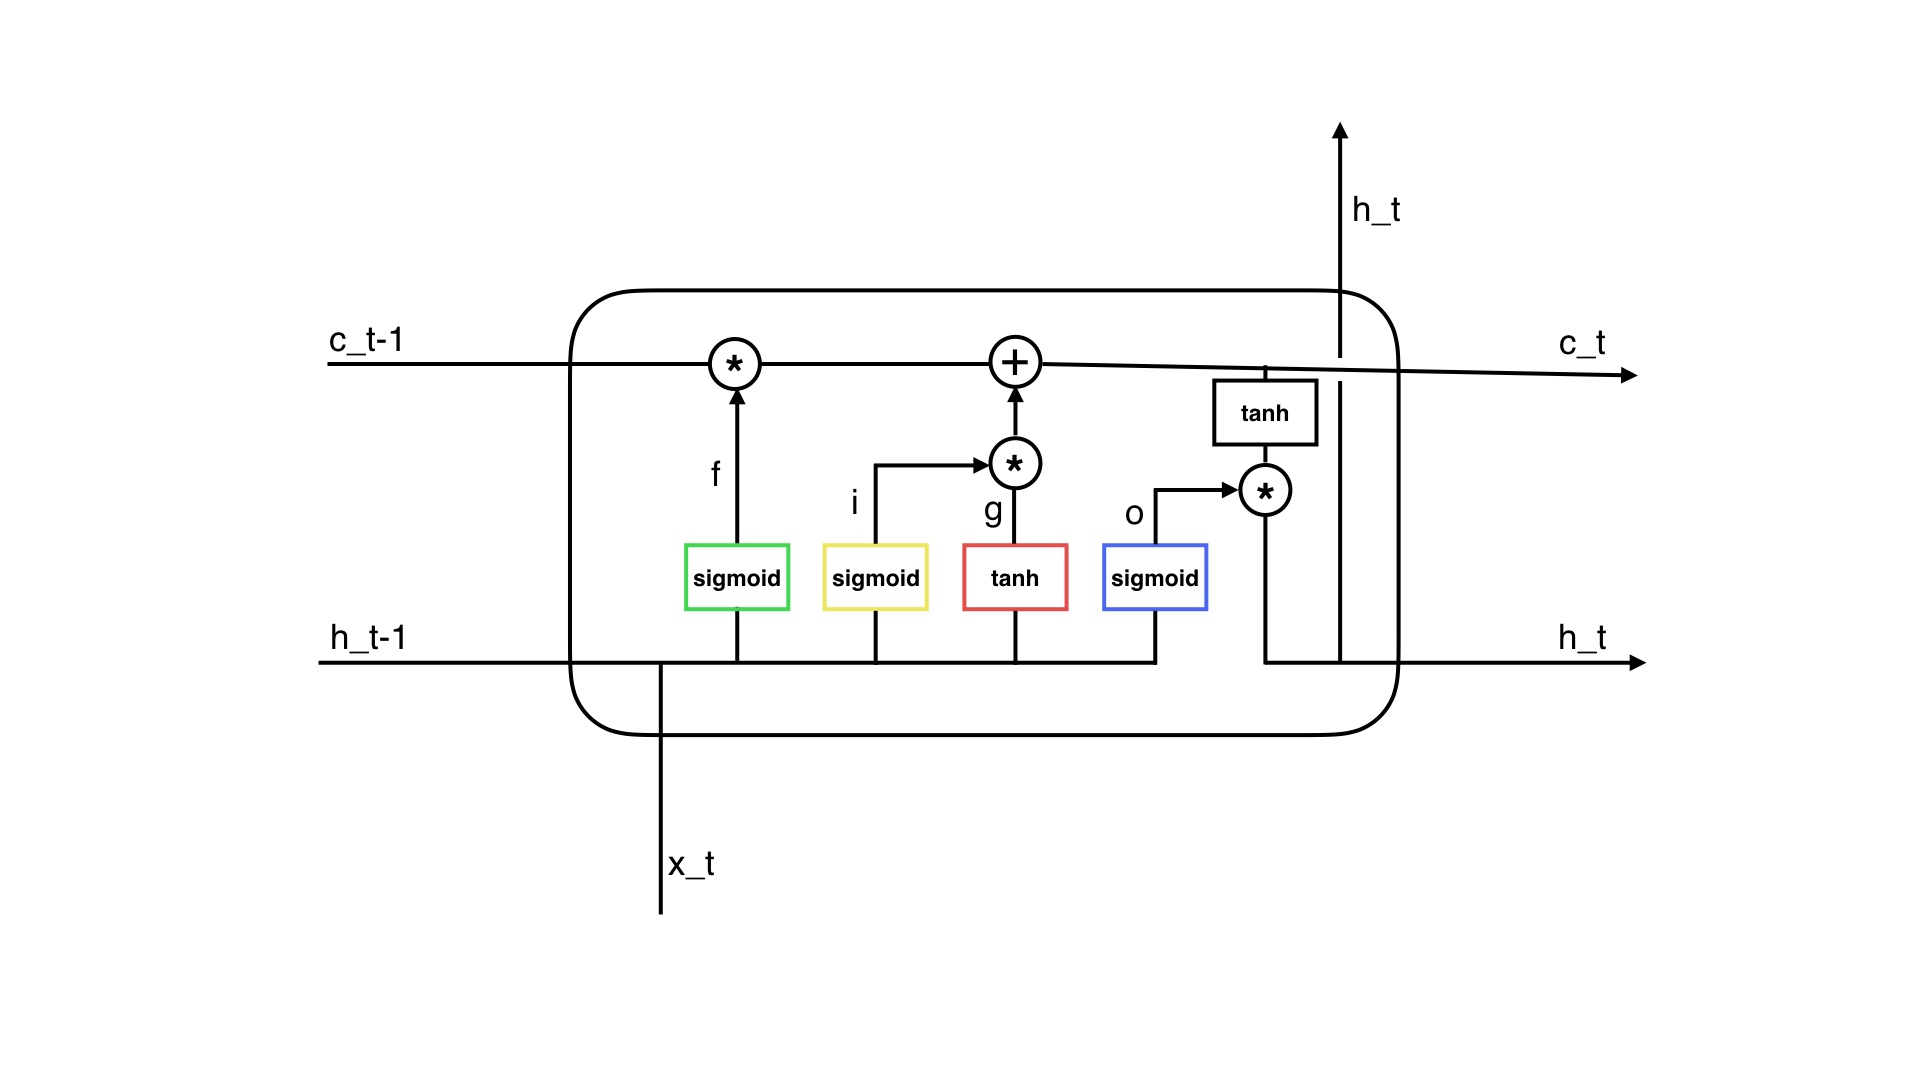 h_t
c_t-1
*
+
c_t
tanh
f
i
*
g
o
*
sigmoid
sigmoid
tanh
sigmoid
h_t-1
h_t
x_t